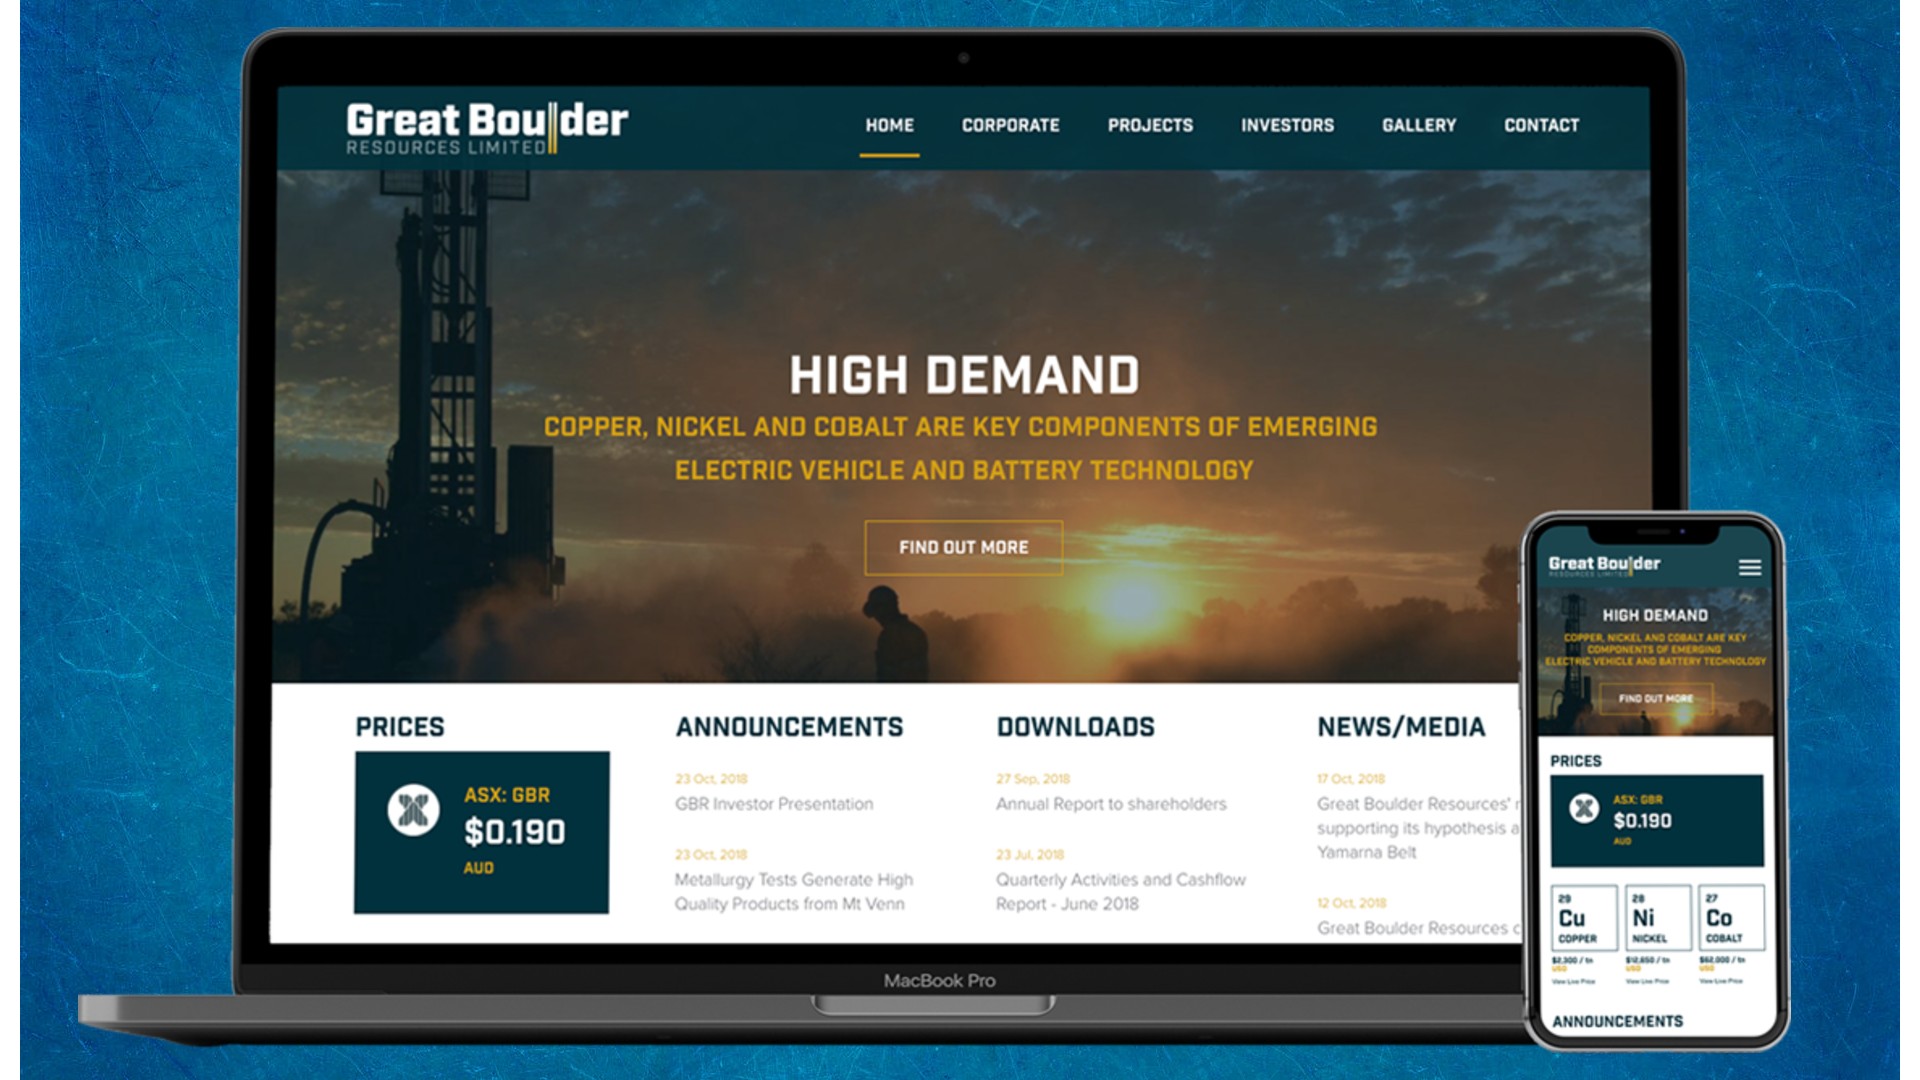 Great Boulder
RESOURCES LIMITED
HOME
CORPORATE
PROJECTS
INVESTORS
GALLERY
CONTACT
HIGH DEMAND
COPPER, NICKEL AND COBALT ARE KEY COMPONENTS OF EMERGING
ELECTRIC VEHICLE AND BATTERY TECHNOLOGY
FIND OUT MORE
PRICES
ASX: GBR
$0.190
AUD
ANNOUNCEMENTS
23 Oct, 2018
GBR Investor Presentation
23 Oct, 2018
Metallurgy Tests Generate High
Quality Products from Mt Venn
DOWNLOADS
27 Sep, 2018
Annual Report to shareholders
23 Jul, 2018
Quarterly Activities and Cashflow
Report - June 2018
NEWS/MEDIA
17 Oct, 2018
Great Boulder Resources'
supporting its hypothesis a
Yamarna Belt
12 Oct, 2018
Great Boulder Resources c
MacBook Pro
Great Boulder
RESOURCES LIMITED
HIGH DEMAND
COPPER, NICKEL AND COBALT ARE KEY
COMPONENTS OF EMERGING
ELECTRIC VEHICLE AND BATTERY TECHNOLOGY
FIND OUT MORE
PRICES
ASX: GBR
$0.190
AUD
29
Cu
COPPER
$2,300 / tn
USD
View Live Price
28
Ni
NICKEL
$12,650 / tn
USD
View Live Price
27
Co
COBALT
$62,000 / tn
USD
View Live Price
ANNOUNCEMENTS